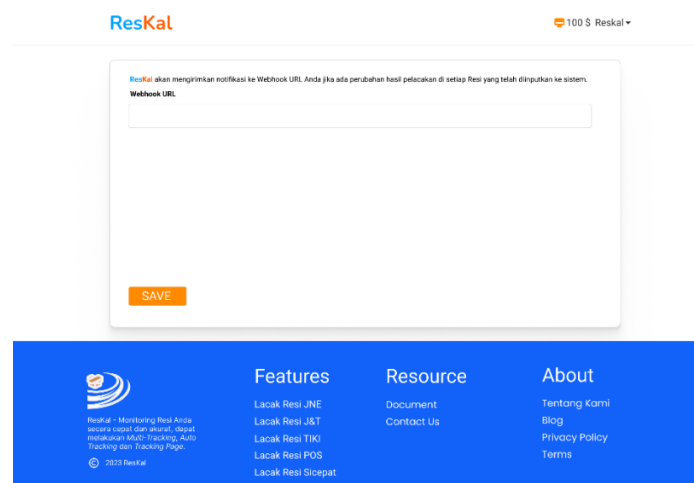 ResKal
100 $ Reskal
ResKal akan mengirimkan notifikasi ke Webhook URL Anda jika ada perubahan hasil pelacakan di setiap Resi yang telah diinputkan ke sistem.
Webhook URL
SAVE
ResKal - Monitoring Resi Anda
secara cepat dan akurat, dapat
melakukan Multi-Tracking, Auto
Tracking dan Tracking Page.
© 2023 ResKal
Features
Lacak Resi JNE
Lacak Resi J&T
Lacak Resi TIKI
Lacak Resi POS
Lacak Resi Sicepat
Resource
Document
Contact Us
About
Tentang Kami
Blog
Privacy Policy
Terms